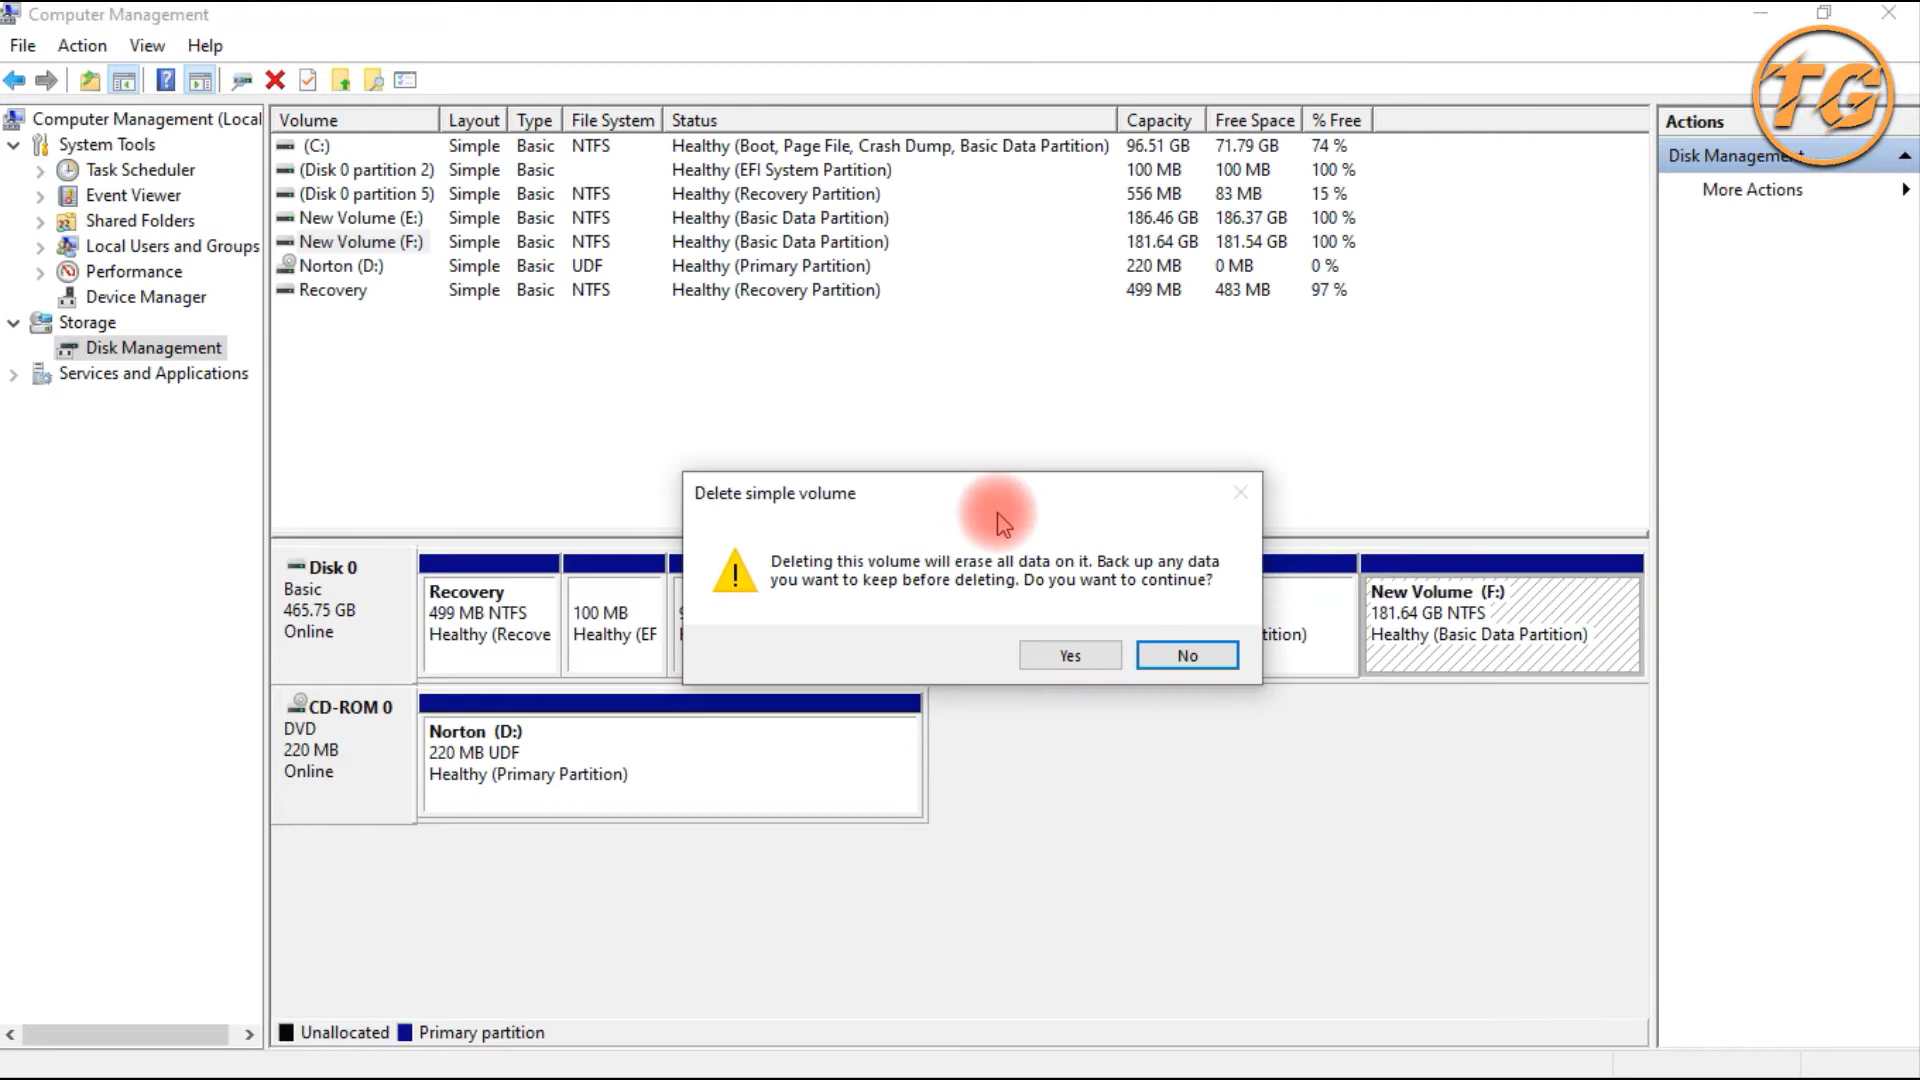 Computer Management
File Action View Help
TG
Computer Management (Local
System Tools
Task Scheduler
Event Viewer
Shared Folders
Local Users and Groups
Performance
Device Manager
Storage
Disk Management
Services and Applications
Volume Layout Type File System Status Capacity Free Space % Free
(C:) Simple Basic NTFS Healthy (Boot, Page File, Crash Dump, Basic Data Partition) 96.51 GB 71.79 GB 74 %
(Disk 0 partition 2) Simple Basic Healthy (EFI System Partition) 100 MB 100 MB 100 %
(Disk 0 partition 5) Simple Basic NTFS Healthy (Recovery Partition) 556 MB 83 MB 15 %
New Volume (E:) Simple Basic NTFS Healthy (Basic Data Partition) 186.46 GB 186.37 GB 100 %
New Volume (F:) Simple Basic NTFS Healthy (Basic Data Partition) 181.64 GB 181.54 GB 100 %
Norton (D:) Simple Basic UDF Healthy (Primary Partition) 220 MB 0 MB 0 %
Recovery Simple Basic NTFS Healthy (Recovery Partition) 499 MB 483 MB 97 %
Actions
Disk Management
More Actions
Delete simple volume
Deleting this volume will erase all data on it. Back up any data
you want to keep before deleting. Do you want to continue?
Yes No
Disk 0
Basic
465.75 GB
Online
Recovery
499 MB NTFS
Healthy (Recove
100 MB
Healthy (EF
tition)
New Volume (F:)
181.64 GB NTFS
Healthy (Basic Data Partition)
CD-ROM 0
DVD
220 MB
Online
Norton (D:)
220 MB UDF
Healthy (Primary Partition)
Unallocated Primary partition